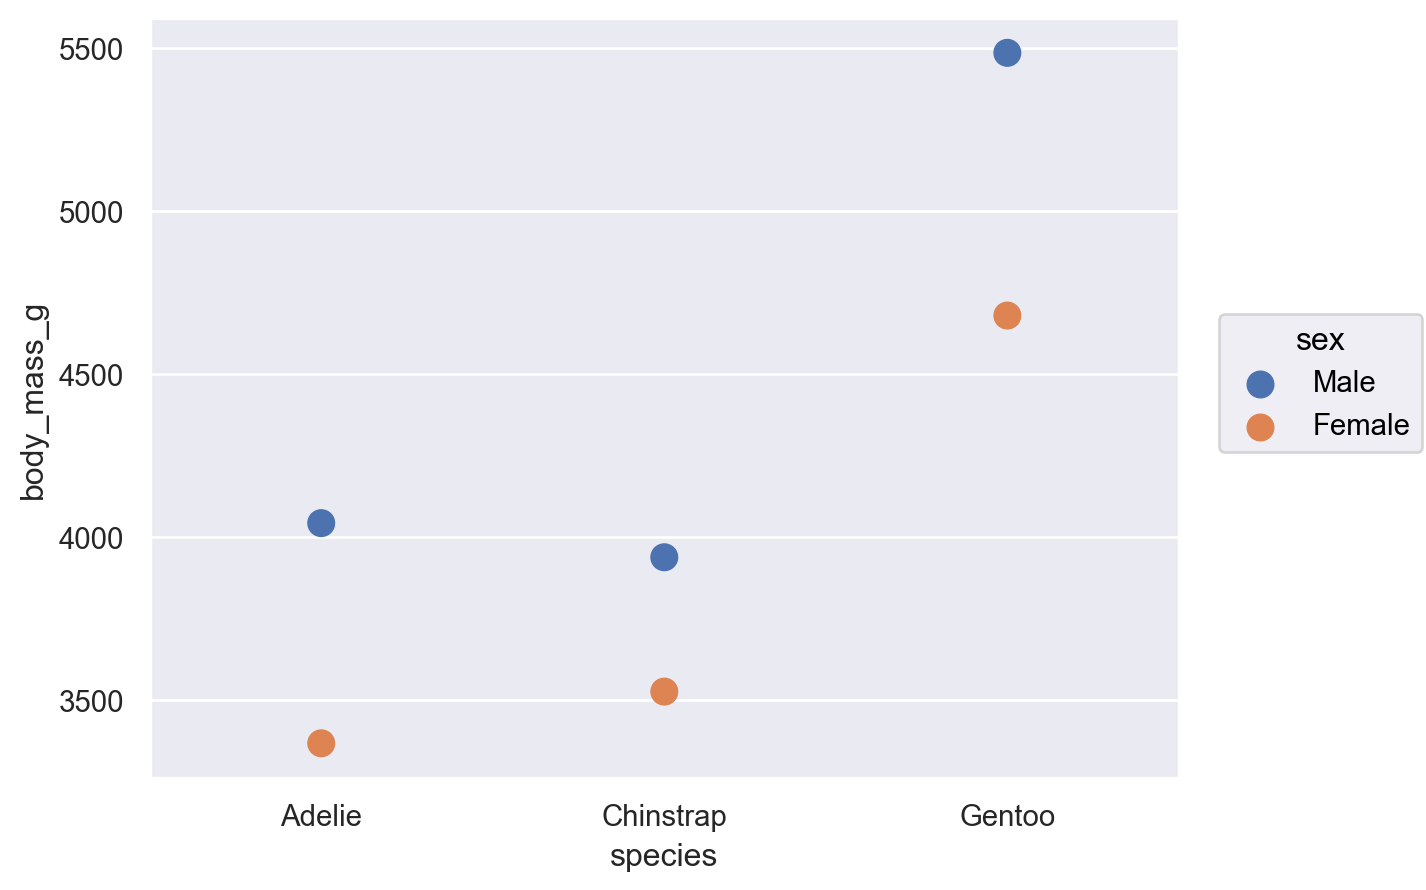 5500
5000
4500
4000
3500
body_mass_g
Adelie
Chinstrap
Gentoo
species
sex
Male
Female